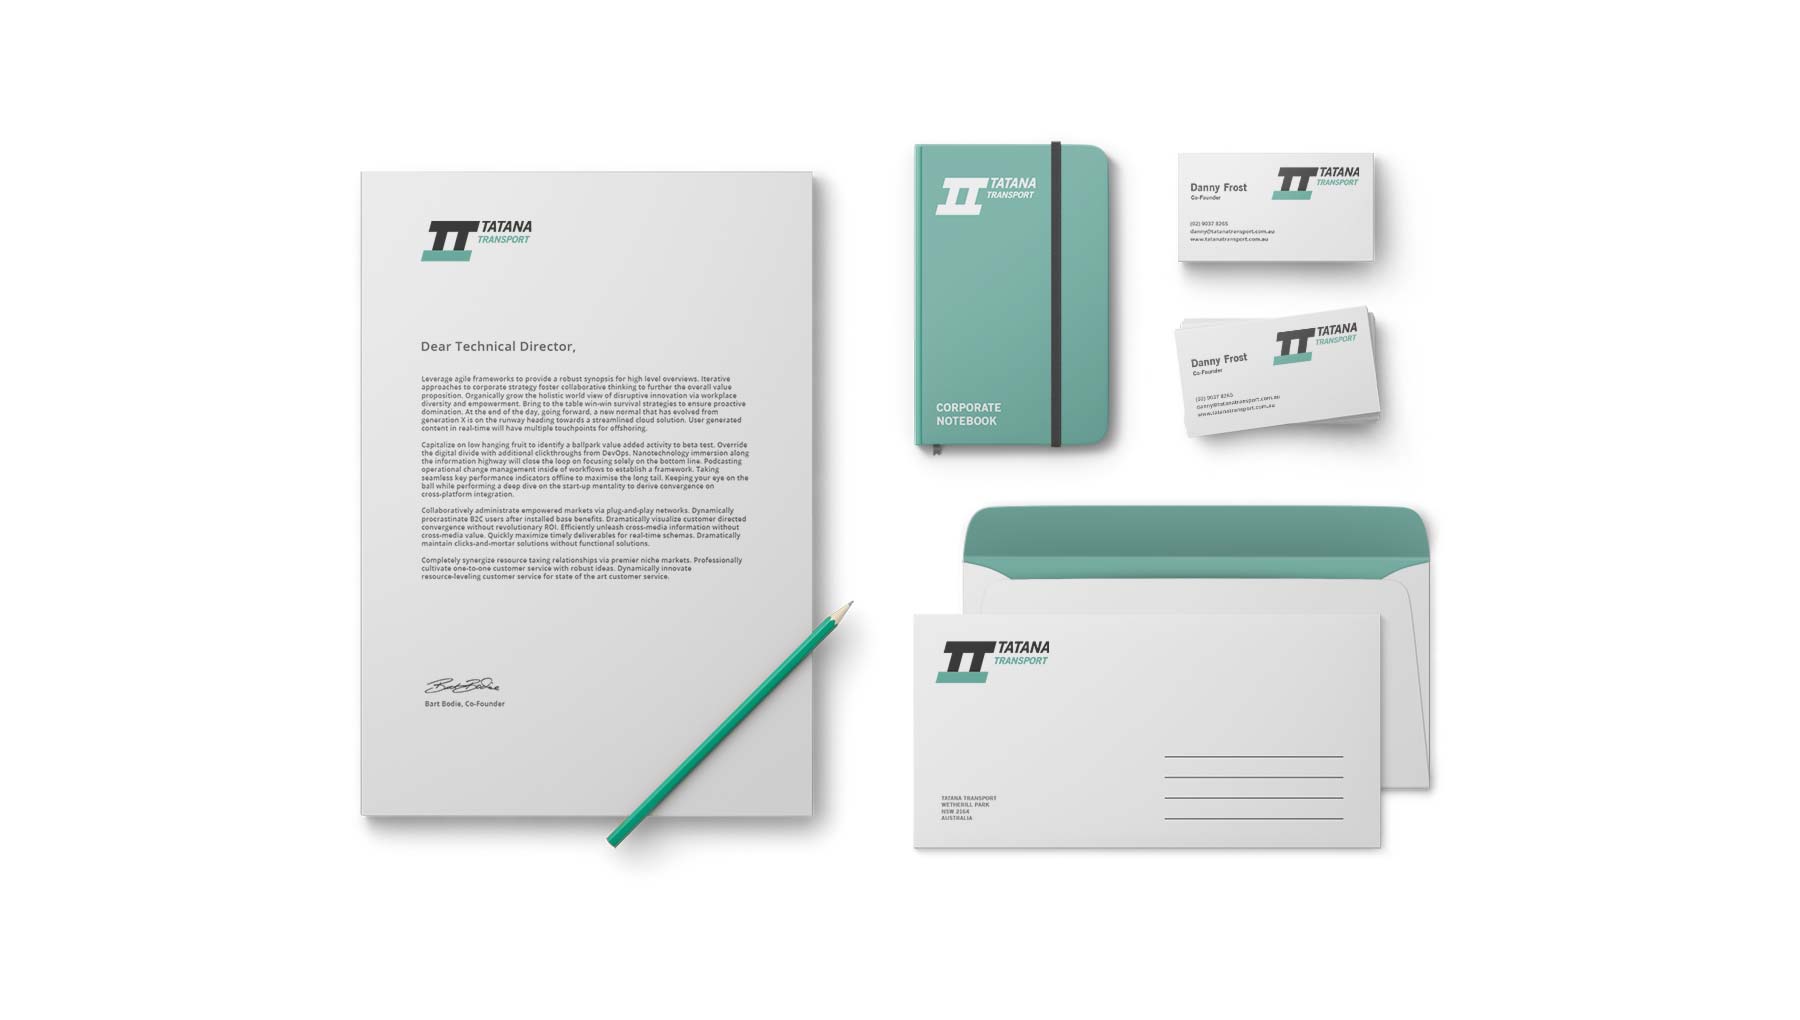 TATANA
TRANSPORT
Dear Technical Director,
Leverage agile frameworks to provide a robust synopsis for high level overviews. Iterative
approaches to corporate strategy foster collaborative thinking to further the overall value
proposition. Organically grow the holistic world view of disruptive innovation via workplace
diversity and empowerment. Bring to the table win-win survival strategies to ensure proactive
domination. At the end of the day, going forward, a new normal that has evolved from
generation X is on the runway heading towards a streamlined cloud solution. User generated
content in real-time will have multiple touchpoints for offshoring.
Capitalize on low hanging fruit to identify a ballpark value added activity to beta test. Override
the digital divide with additional clickthroughs from DevOps. Nanotechnology immersion along
the information highway will close the loop on focusing solely on the bottom line. Podcasting
operational change management inside of workflows to establish a framework. Taking
seamless key performance indicators offline to maximise the long tail. Keeping your eye on the
ball while performing a deep dive on the start-up mentality to derive convergence on
cross-platform integration.
Collaboratively administrate empowered markets via plug-and-play networks. Dynamically
procrastinate B2C users after installed base benefits. Dramatically visualize customer directed
convergence without revolutionary ROI. Efficiently unleash cross-media information without
cross-media value. Quickly maximize timely deliverables for real-time schemas. Dramatically
maintain clicks-and-mortar solutions without functional solutions.
Completely synergize resource taxing relationships via premier niche markets. Professionally
cultivate one-to-one customer service with robust ideas. Dynamically innovate
resource-leveling customer service for state of the art customer service.
Bart Bodie
Bart Bodie, Co-Founder
TATANA
TRANSPORT
CORPORATE
NOTEBOOK
TATANA
TRANSPORT
Danny Frost
Co-Founder
(02) 9037 8265
danny@tatanatransport.com.au
www.tatanatransport.com.au
TATANA
TRANSPORT
Danny Frost
Co-Founder
(02) 9037 8265
danny@tatanatransport.com.au
www.tatanatransport.com.au
TATANA
TRANSPORT
TATANA TRANSPORT
WETHERILL PARK
NSW 2164
AUSTRALIA